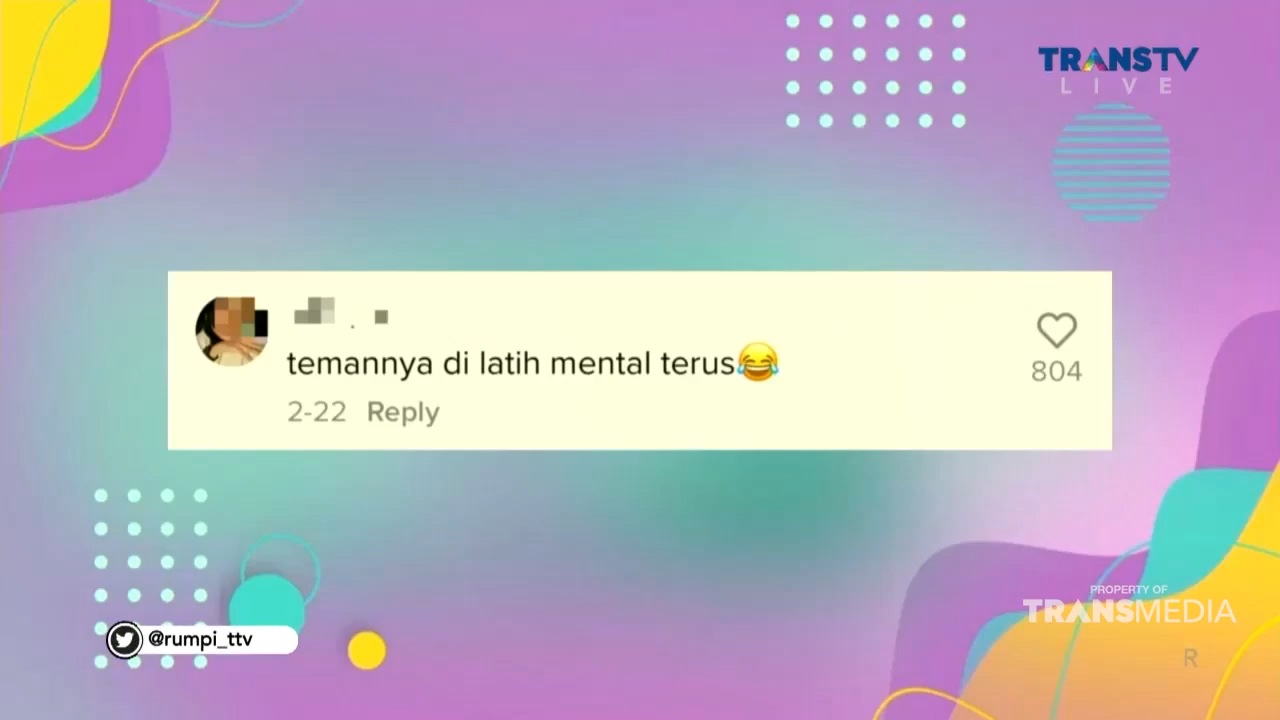 TRANSTV
LIVE
temannya di latih mental terus😂
804
2-22 Reply
@rumpi_ttv
PROPERTY OF
TRANSMEDIA
R